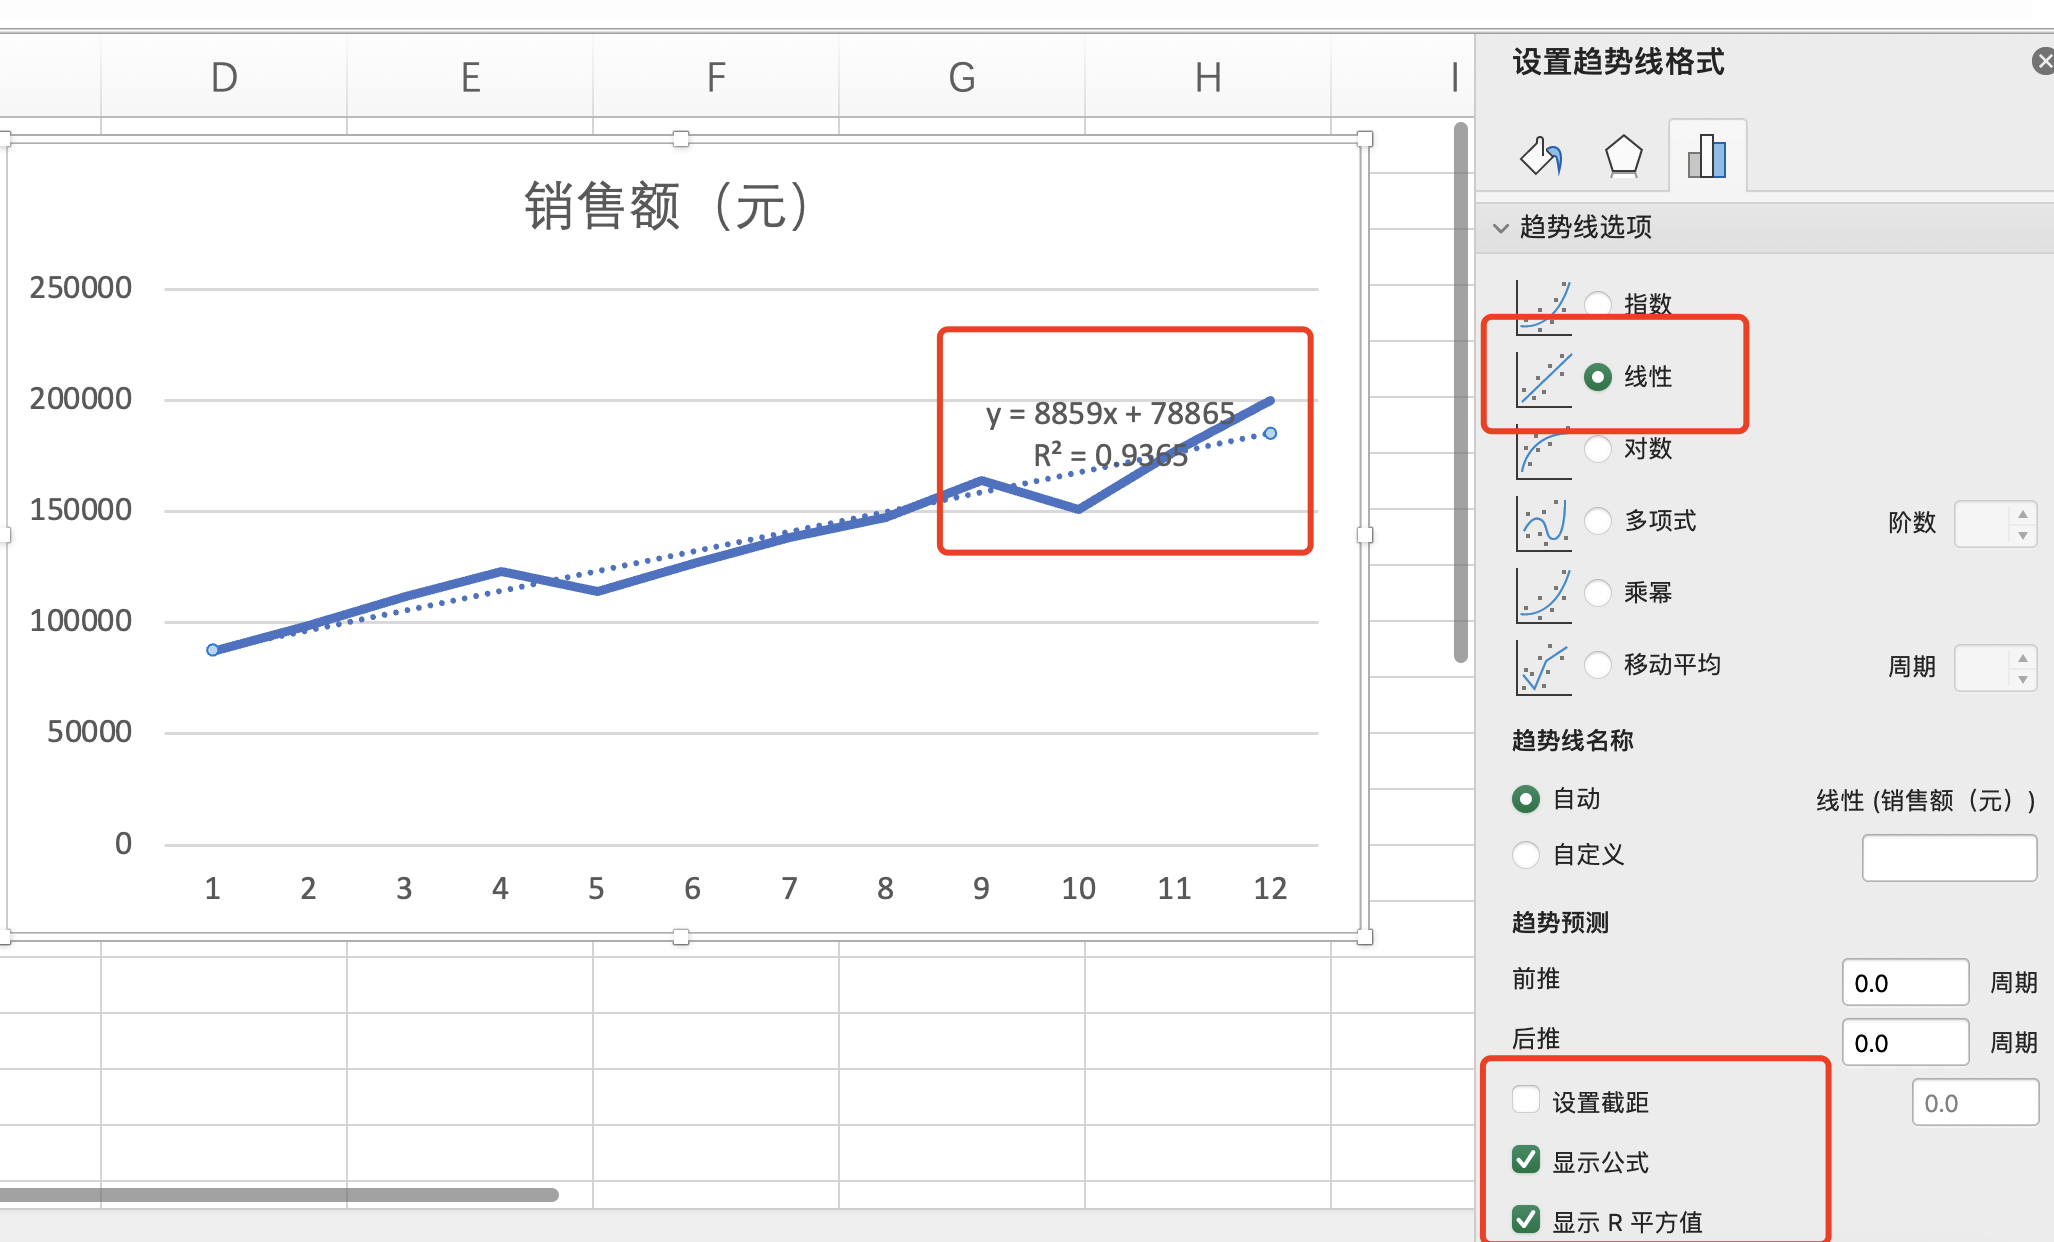 D E F G H I
销售额（元）
250000
200000
150000
100000
50000
0
y = 8859x + 78865
R² = 0.9365
1 2 3 4 5 6 7 8 9 10 11 12
设置趋势线格式
趋势线选项
指数
线性
对数
多项式 阶数
乘幂
移动平均 周期
趋势线名称
自动 线性 (销售额（元）)
自定义
趋势预测
前推 0.0 周期
后推 0.0 周期
设置截距 0.0
显示公式
显示 R 平方值